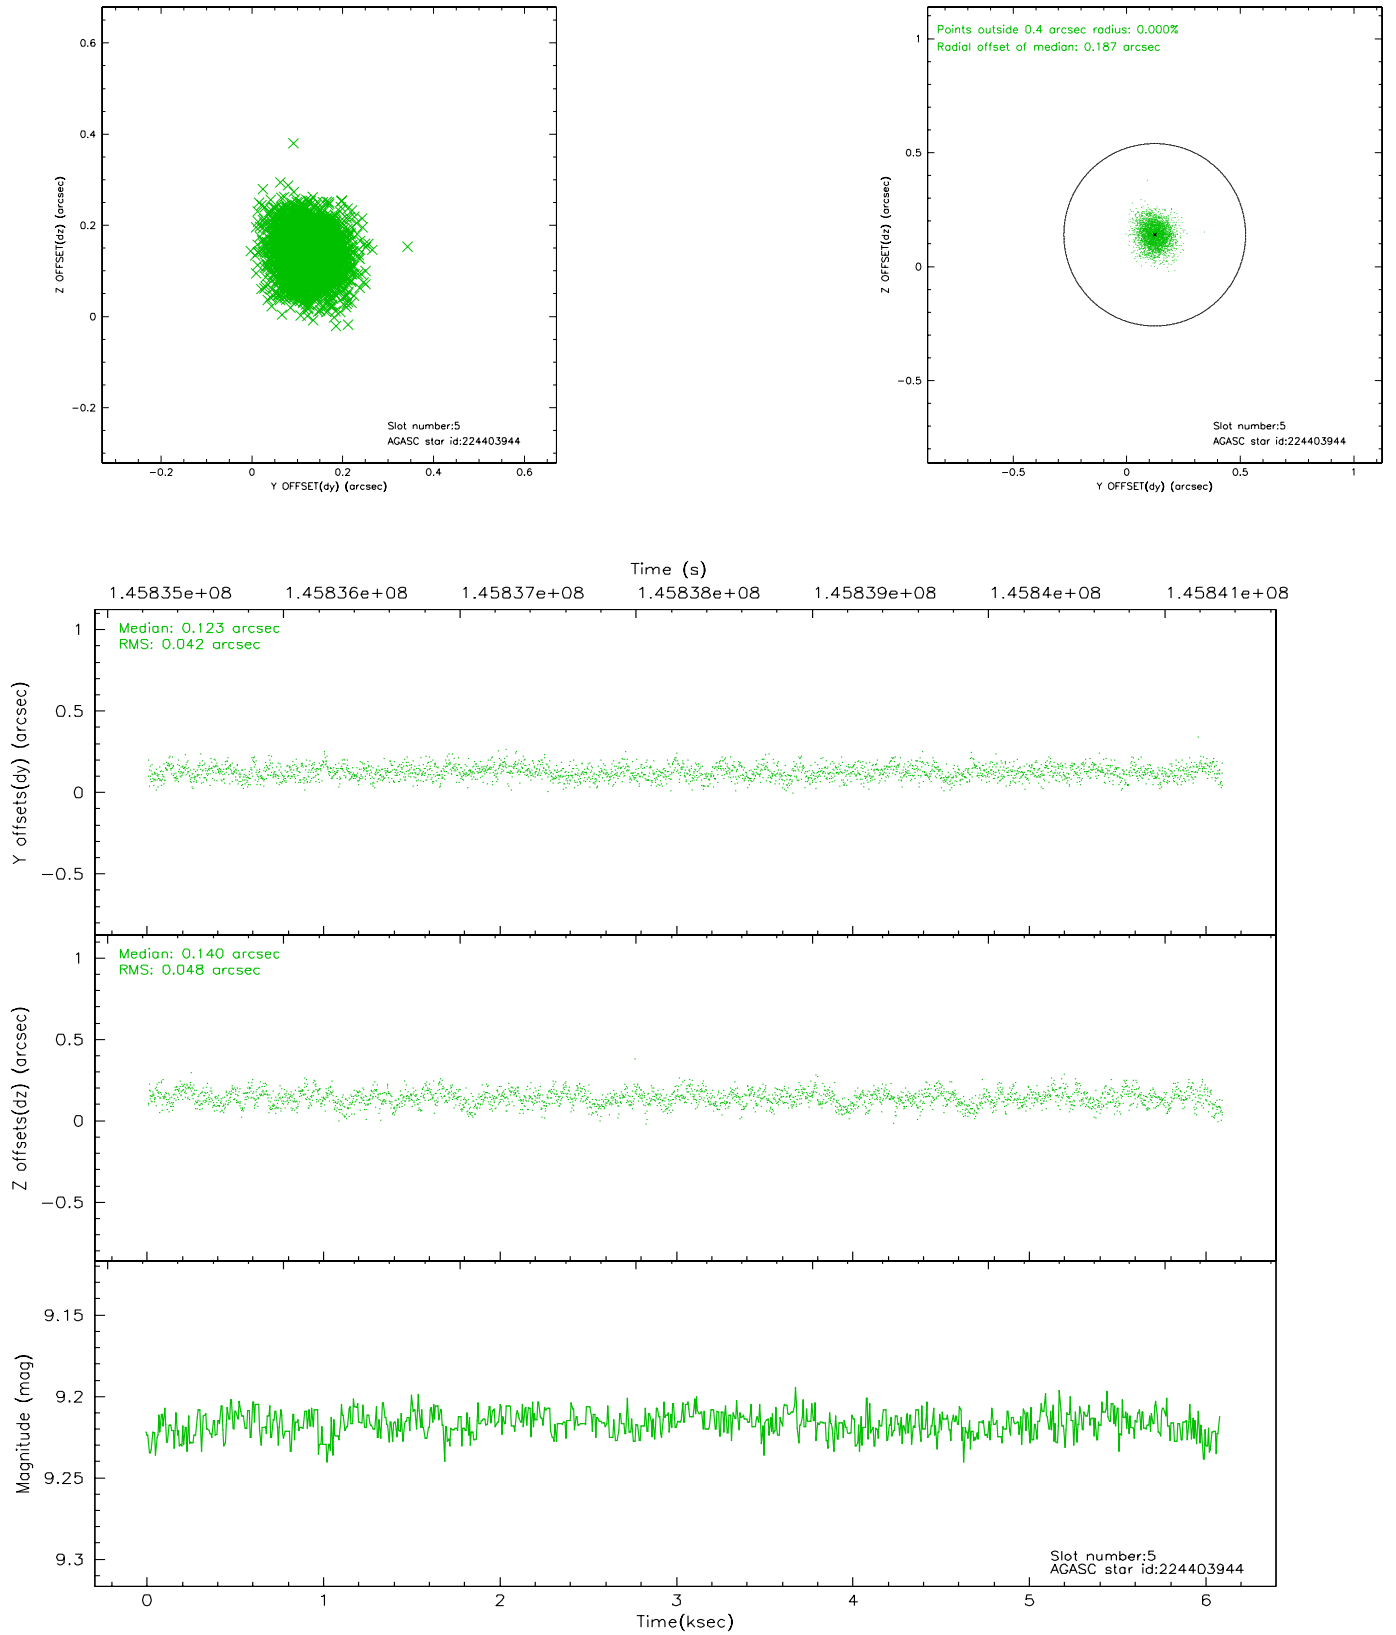 0.6
0.4
0.2
0
−0.2
Z OFFSET(dz) (arcsec)
Slot number:5
AGASC star id:224403944
−0.2 0 0.2 0.4 0.6
Y OFFSET(dy) (arcsec)
Points outside 0.4 arcsec radius: 0.000%
Radial offset of median: 0.187 arcsec
1
0.5
0
−0.5
Z OFFSET(dz) (arcsec)
Slot number:5
AGASC star id:224403944
−0.5 0 0.5 1
Y OFFSET(dy) (arcsec)
Time (s)
1.45835e+08 1.45836e+08 1.45837e+08 1.45838e+08 1.45839e+08 1.4584e+08 1.45841e+08
Median: 0.123 arcsec
RMS: 0.042 arcsec
1
0.5
0
−0.5
Y offsets(dy) (arcsec)
Median: 0.140 arcsec
RMS: 0.048 arcsec
1
0.5
0
−0.5
Z offsets(dz) (arcsec)
9.15
9.2
9.25
9.3
Magnitude (mag)
Slot number:5
AGASC star id:224403944
0 1 2 3 4 5 6
Time(ksec)